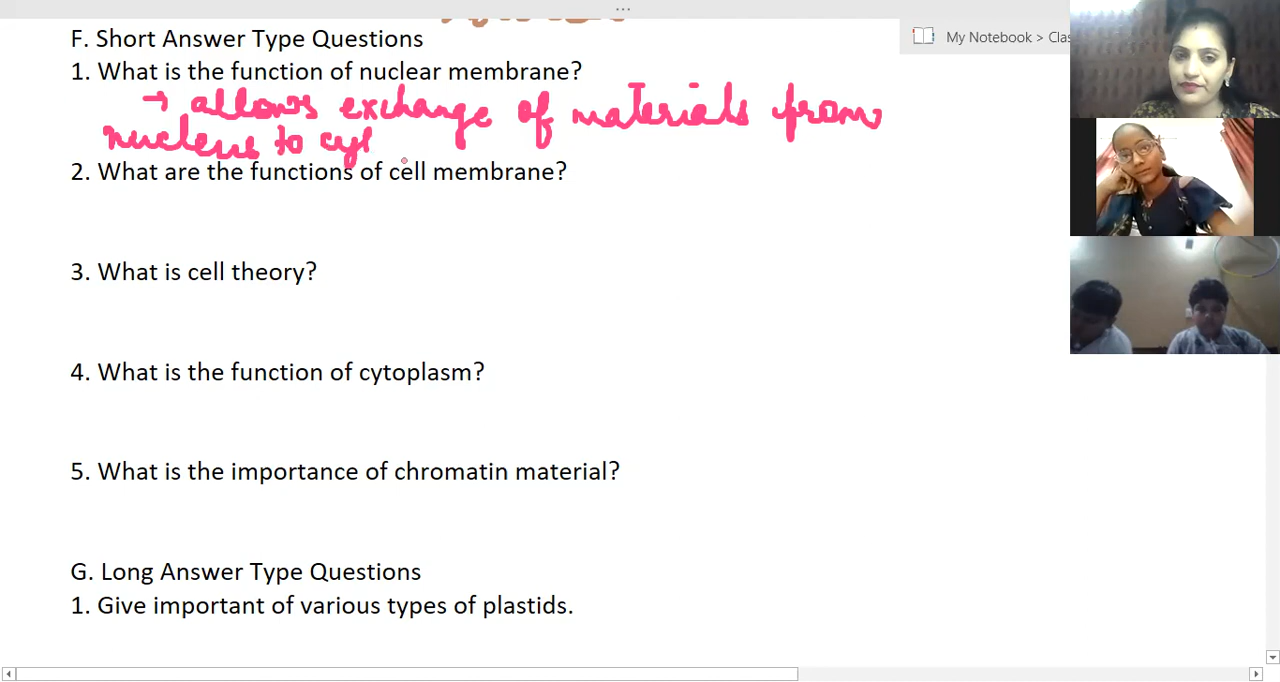 F. Short Answer Type Questions
My Notebook > Clas
1. What is the function of nuclear membrane?
→ allows exchange of materials from
nucleus to cyt
2. What are the functions of cell membrane?
3. What is cell theory?
4. What is the function of cytoplasm?
5. What is the importance of chromatin material?
G. Long Answer Type Questions
1. Give important of various types of plastids.